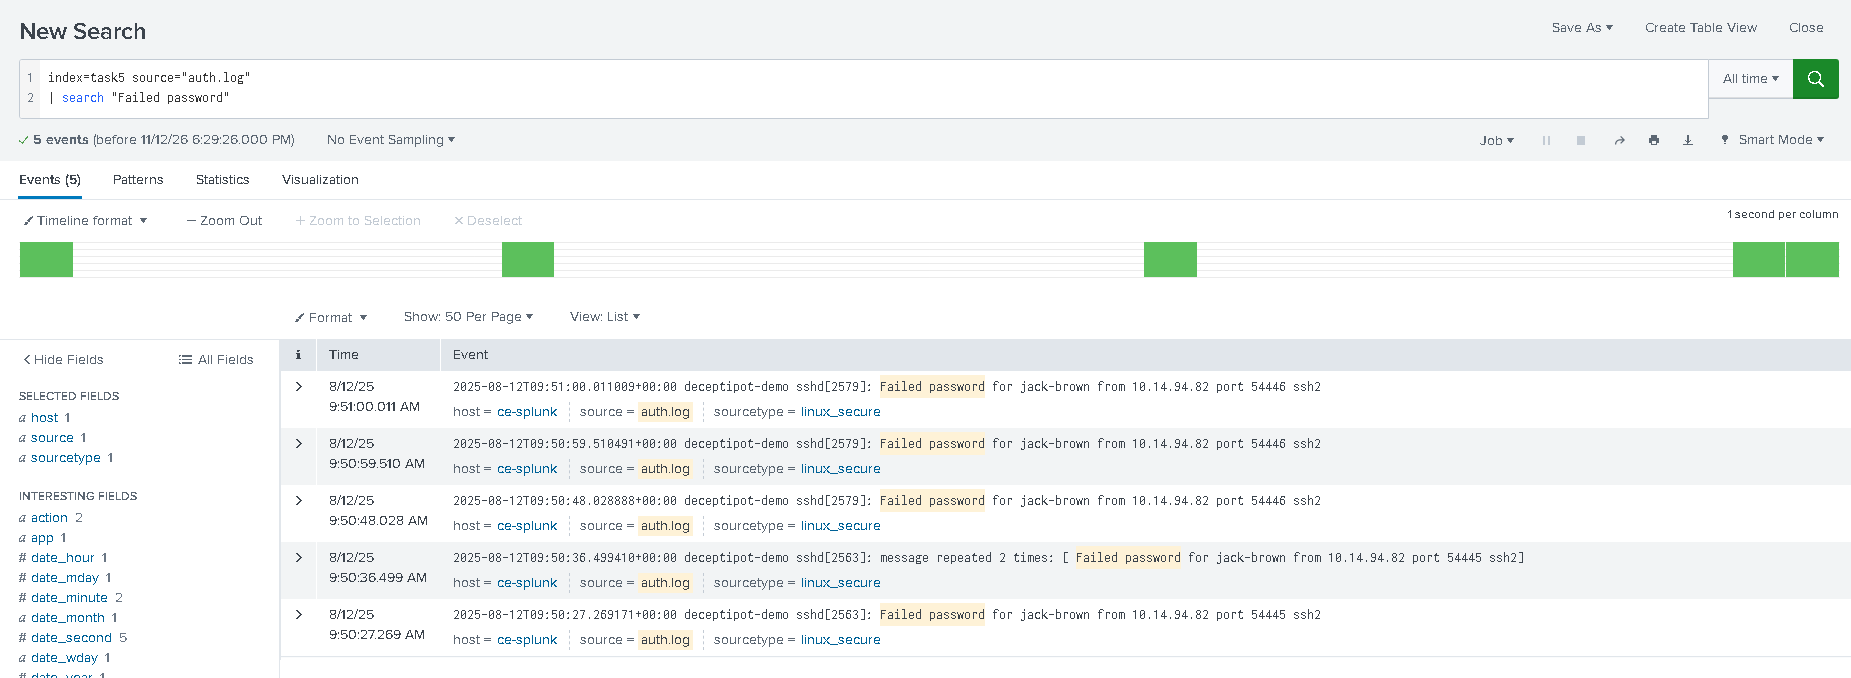 New Search
Save As
Create Table View
Close
1 index=task5 source="auth.log"
2 | search "Failed password"
All time
5 events (before 11/12/26 6:29:26.000 PM)
No Event Sampling
Job
Smart Mode
Events (5)
Patterns
Statistics
Visualization
Timeline format
— Zoom Out
+ Zoom to Selection
× Deselect
1 second per column
Format
Show: 50 Per Page
View: List
< Hide Fields
All Fields
SELECTED FIELDS
a host 1
a source 1
a sourcetype 1
INTERESTING FIELDS
a action 2
a app 1
# date_hour 1
# date_mday 1
# date_minute 2
a date_month 1
# date_second 5
a date_wday 1
# date_year 1
i
Time
Event
8/12/25
9:51:00.011 AM
2025-08-12T09:51:00.011009+00:00 deceptipot-demo sshd[2579]: Failed password for jack-brown from 10.14.94.82 port 54446 ssh2
host = ce-splunk source = auth.log sourcetype = linux_secure
8/12/25
9:50:59.510 AM
2025-08-12T09:50:59.510491+00:00 deceptipot-demo sshd[2579]: Failed password for jack-brown from 10.14.94.82 port 54446 ssh2
host = ce-splunk source = auth.log sourcetype = linux_secure
8/12/25
9:50:48.028 AM
2025-08-12T09:50:48.028888+00:00 deceptipot-demo sshd[2579]: Failed password for jack-brown from 10.14.94.82 port 54446 ssh2
host = ce-splunk source = auth.log sourcetype = linux_secure
8/12/25
9:50:36.499 AM
2025-08-12T09:50:36.499410+00:00 deceptipot-demo sshd[2563]: message repeated 2 times: [ Failed password for jack-brown from 10.14.94.82 port 54445 ssh2]
host = ce-splunk source = auth.log sourcetype = linux_secure
8/12/25
9:50:27.269 AM
2025-08-12T09:50:27.269171+00:00 deceptipot-demo sshd[2563]: Failed password for jack-brown from 10.14.94.82 port 54445 ssh2
host = ce-splunk source = auth.log sourcetype = linux_secure